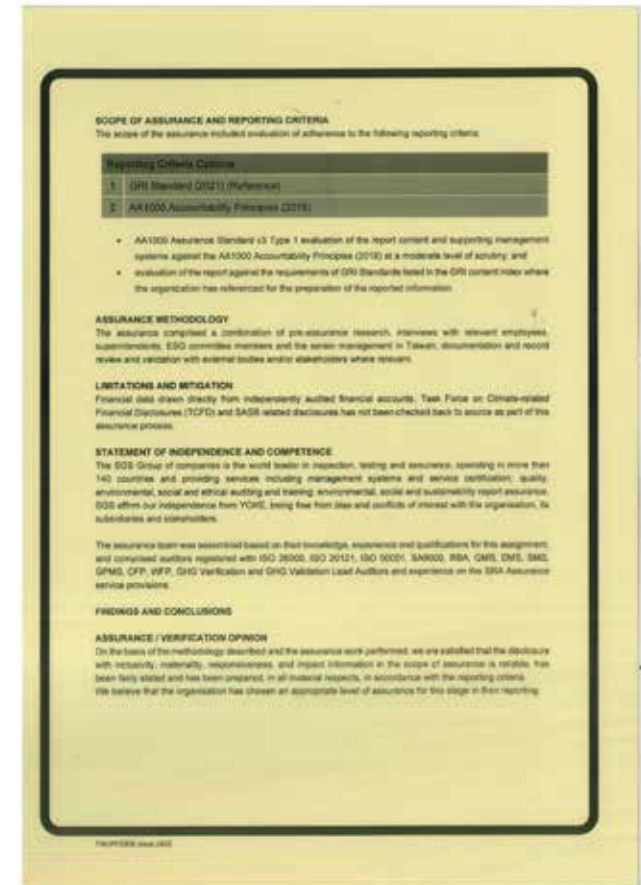 SCOPE OF ASSURANCE AND REPORTING CRITERIA
The scope of the assurance included evaluation of adherence to the following reporting criteria:
Reporting Criteria Options
1 GRI Standard (2021) (Reference)
2 AA1000 Accountability Principles (2018)
• AA1000 Assurance Standard v3 Type 1 evaluation of the report content and supporting management
systems against the AA1000 Accountability Principles (2018) at a moderate level of scrutiny; and
• evaluation of the report against the requirements of GRI Standards listed in the GRI content index where
the organization has referenced for the preparation of the reported information.
ASSURANCE METHODOLOGY
The assurance comprised a combination of pre-assurance research, interviews with relevant employees,
superintendents, ESG committee members and the senior management in Taiwan; documentation and record
review and validation with external bodies and/or stakeholders where relevant.
LIMITATIONS AND MITIGATION
Financial data drawn directly from independently audited financial accounts, Task Force on Climate-related
Financial Disclosures (TCFD) and SASB related disclosures has not been checked back to source as part of this
assurance process.
STATEMENT OF INDEPENDENCE AND COMPETENCE
The SGS Group of companies is the world leader in inspection, testing and assurance, operating in more than
140 countries and providing services including management systems and service certification; quality,
environmental, social and ethical auditing and training; environmental, social and sustainability report assurance.
SGS affirm our independence from YCKE, being free from bias and conflicts of interest with the organisation, its
subsidiaries and stakeholders.
The assurance team was assembled based on their knowledge, experience and qualifications for this assignment,
and comprised auditors registered with ISO 26000, ISO 20121, ISO 50001, SA8000, RBA, QMS, EMS, SMS,
GPMS, CFP, WFP, GHG Verification and GHG Validation Lead Auditors and experience on the SRA Assurance
service provisions.
FINDINGS AND CONCLUSIONS
ASSURANCE / VERIFICATION OPINION
On the basis of the methodology described and the assurance work performed, we are satisfied that the disclosure
with inclusivity, materiality, responsiveness, and impact information in the scope of assurance is reliable, has
been fairly stated and has been prepared, in all material respects, in accordance with the reporting criteria.
We believe that the organisation has chosen an appropriate level of assurance for this stage in their reporting.